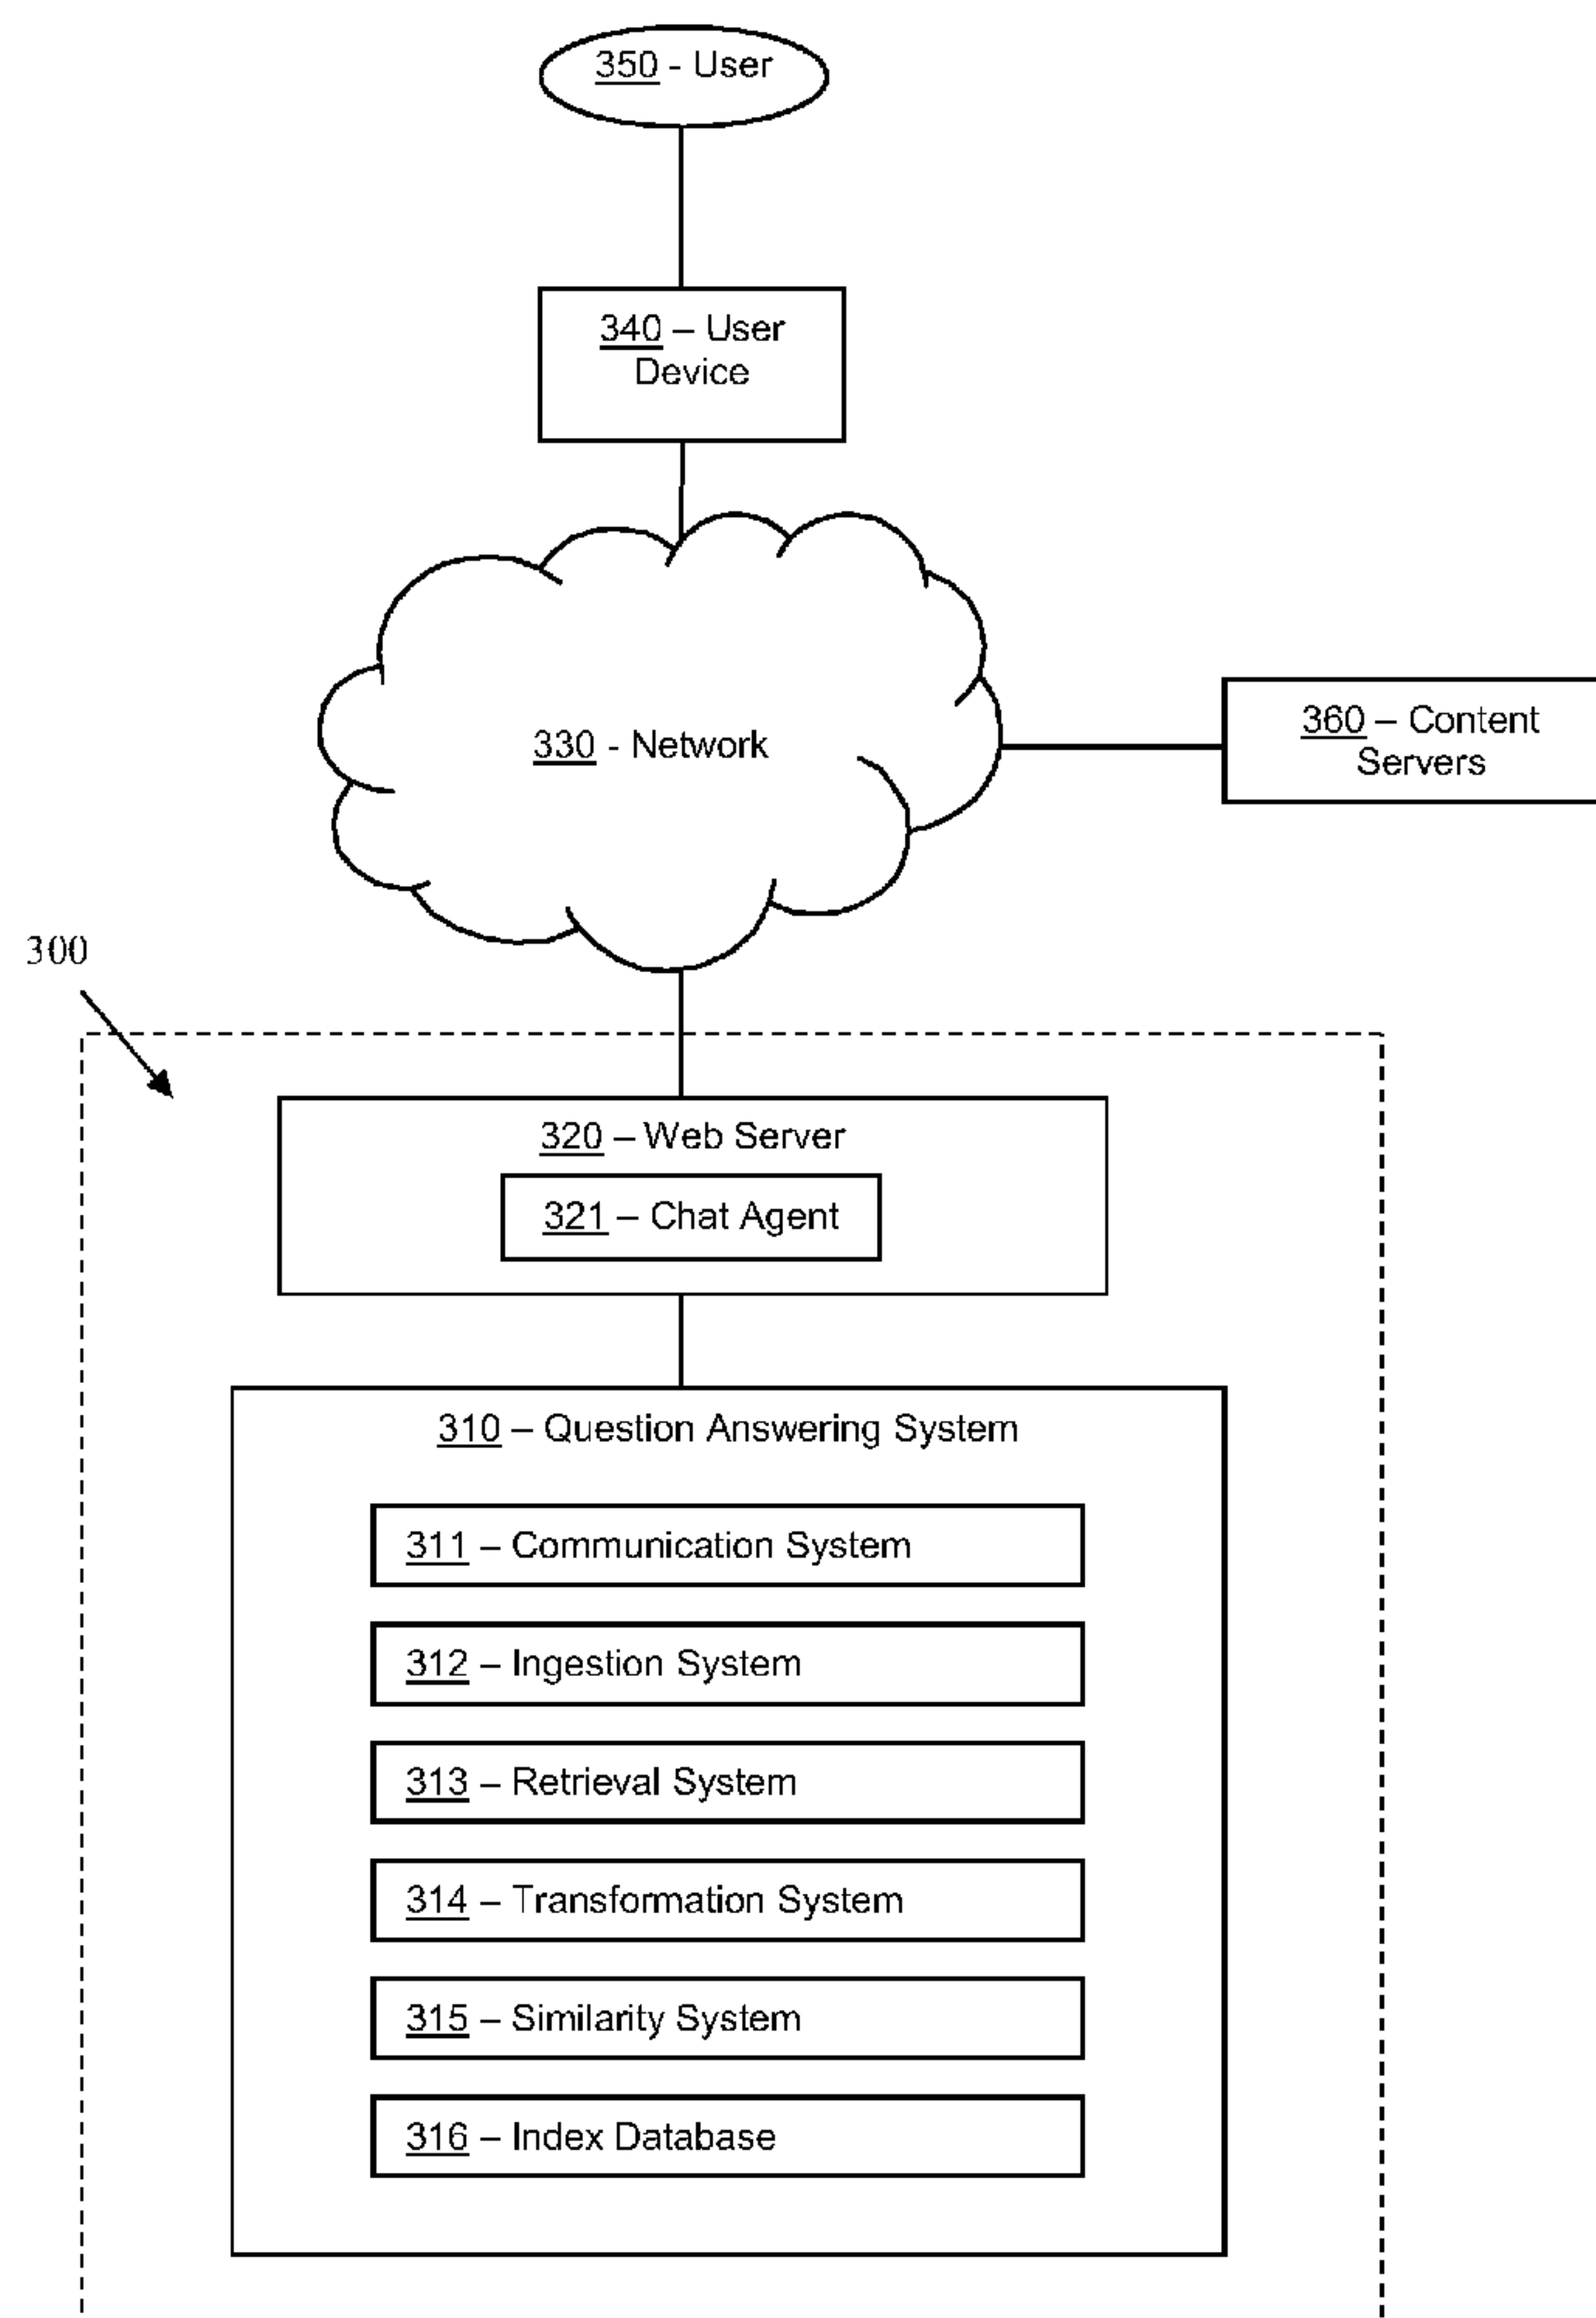 350 - User
340 – User
Device
330 - Network
360 – Content
Servers
300
320 – Web Server
321 – Chat Agent
310 – Question Answering System
311 – Communication System
312 – Ingestion System
313 – Retrieval System
314 – Transformation System
315 – Similarity System
316 – Index Database